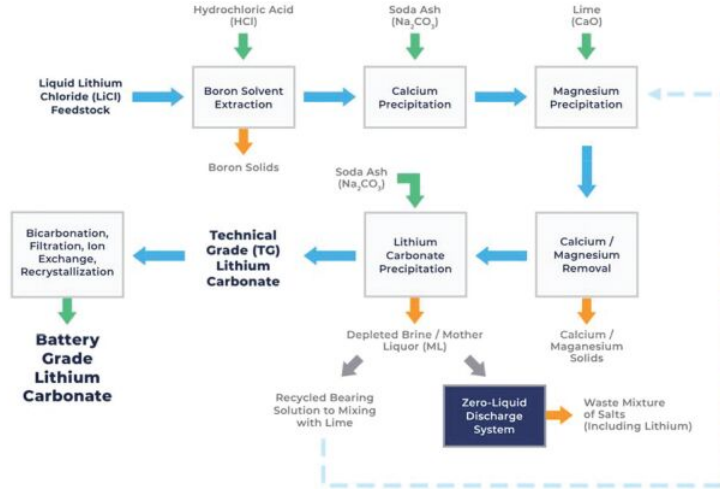 Hydrochloric Acid
(HCl)
Soda Ash
(Na₂CO₃)
Lime
(CaO)
Liquid Lithium
Chloride (LiCl)
Feedstock
Boron Solvent
Extraction
Calcium
Precipitation
Magnesium
Precipitation
Boron Solids
Soda Ash
(Na₂CO₃)
Bicarbonation,
Filtration, Ion
Exchange,
Recrystallization
Technical
Grade (TG)
Lithium
Carbonate
Lithium
Carbonate
Precipitation
Calcium /
Magnesium
Removal
Battery
Grade
Lithium
Carbonate
Depleted Brine / Mother
Liquor (ML)
Calcium /
Maganesium
Solids
Recycled Bearing
Solution to Mixing
with Lime
Zero-Liquid
Discharge
System
Waste Mixture
of Salts
(Including Lithium)